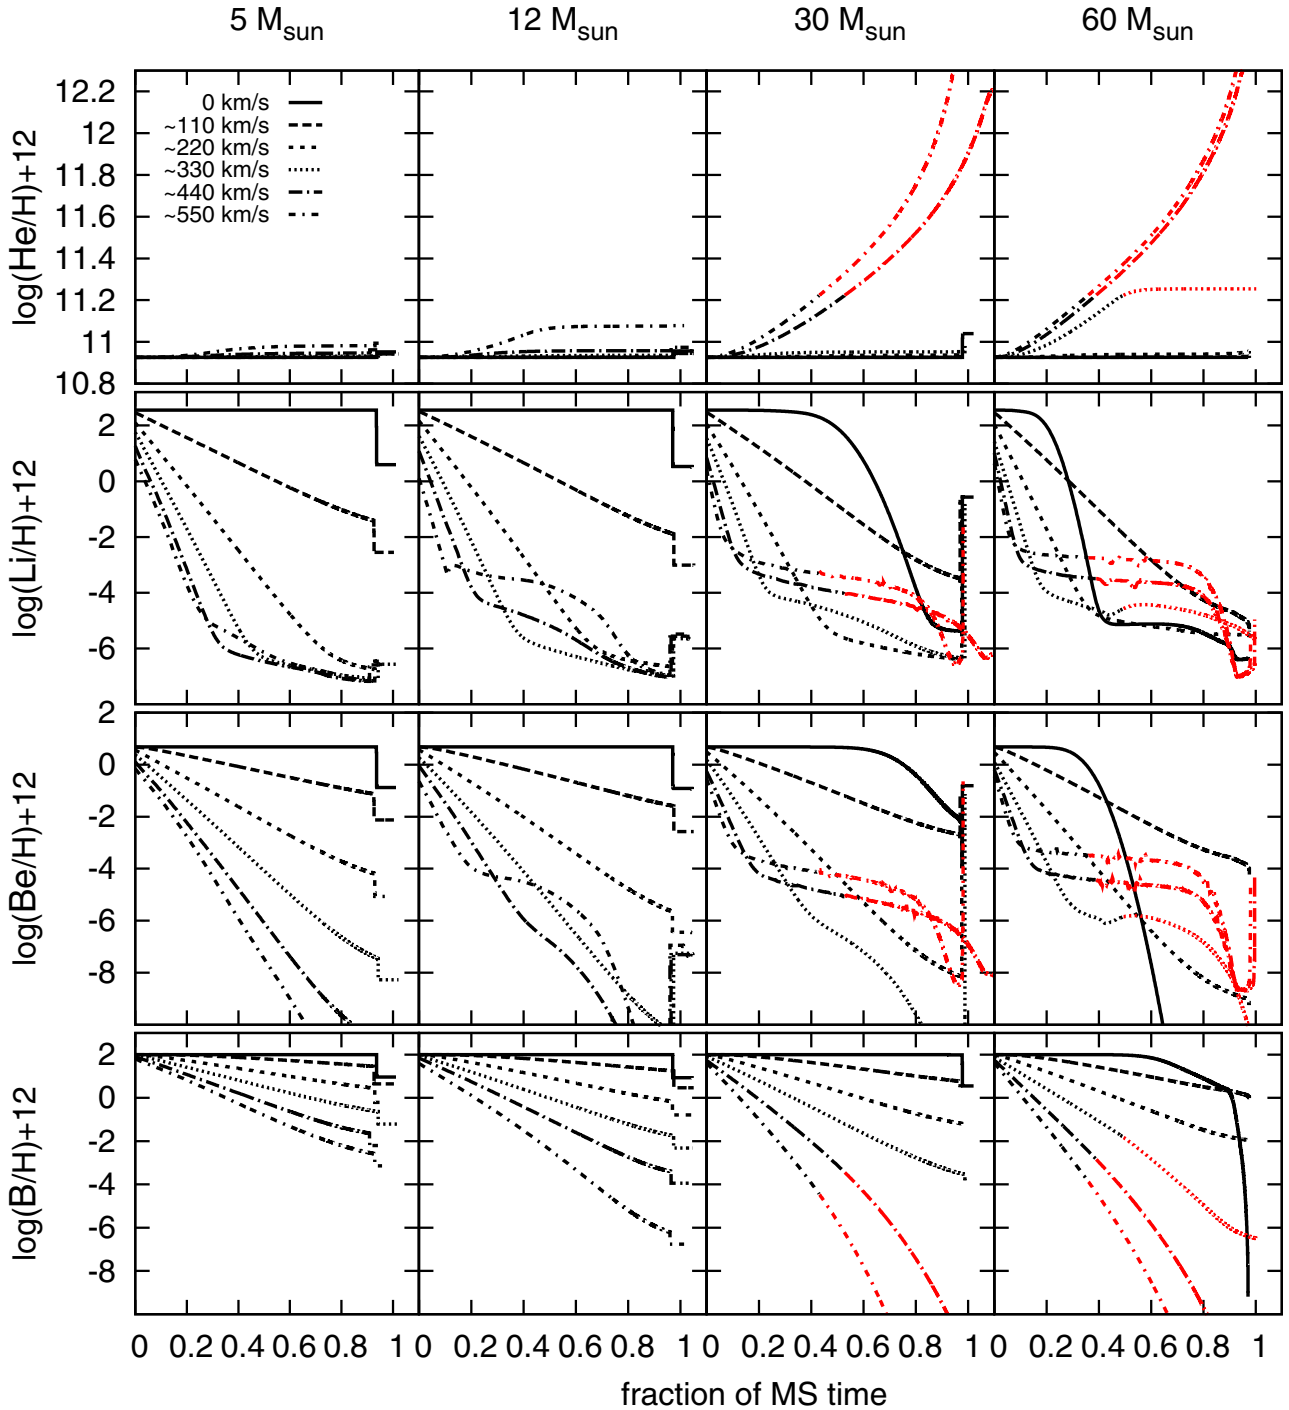 5 M_sun 12 M_sun 30 M_sun 60 M_sun
log(He/H)+12
12.2
12
11.8
11.6
11.4
11.2
11
10.8
0 km/s
~110 km/s
~220 km/s
~330 km/s
~440 km/s
~550 km/s
log(Li/H)+12
2
0
-2
-4
-6
log(Be/H)+12
2
0
-2
-4
-6
-8
log(B/H)+12
2
0
-2
-4
-6
-8
0 0.2 0.4 0.6 0.8 1 0 0.2 0.4 0.6 0.8 1 0 0.2 0.4 0.6 0.8 1 0 0.2 0.4 0.6 0.8 1
fraction of MS time